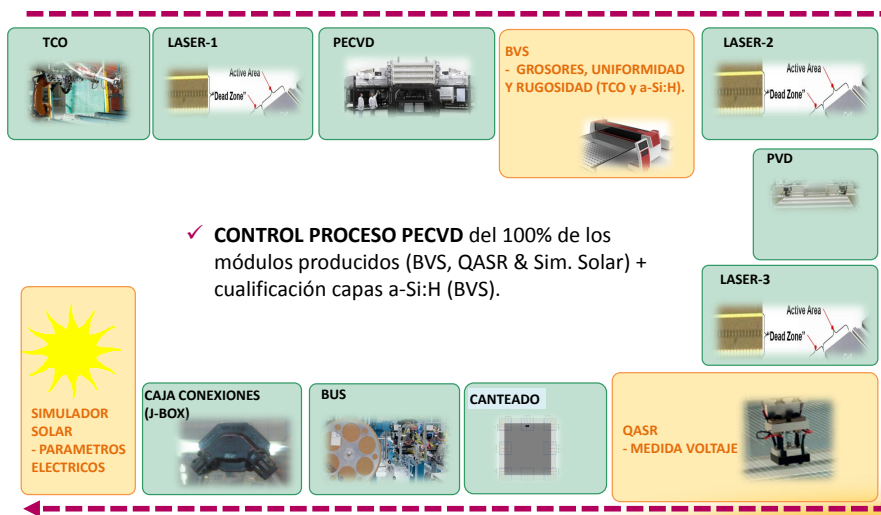 TCO
LASER-1
Active Area
"Dead Zone"
PECVD
BVS
- GROSORES, UNIFORMIDAD
Y RUGOSIDAD (TCO y a-Si:H).
LASER-2
Active Area
"Dead Zone"
PVD
✓ CONTROL PROCESO PECVD del 100% de los
módulos producidos (BVS, QASR & Sim. Solar) +
cualificación capas a-Si:H (BVS).
LASER-3
Active Area
"Dead Zone"
SIMULADOR
SOLAR
- PARAMETROS
ELECTRICOS
CAJA CONEXIONES
(J-BOX)
BUS
CANTEADO
QASR
- MEDIDA VOLTAJE